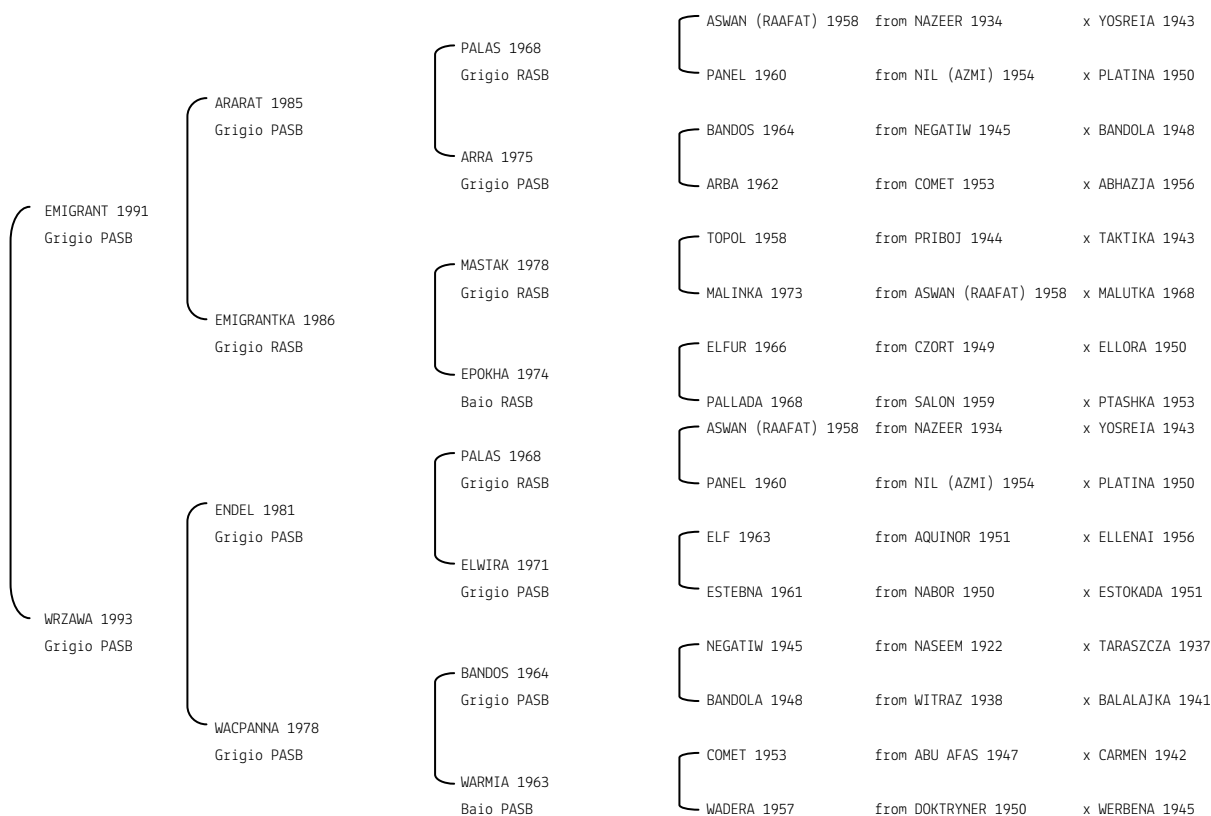 ASWAN (RAAFAT) 1958 from NAZEER 1934 x YOSREIA 1943
PALAS 1968
Grigio RASB
PANEL 1960 from NIL (AZMI) 1954 x PLATINA 1950
ARARAT 1985
Grigio PASB
BANDOS 1964 from NEGATIW 1945 x BANDOLA 1948
ARRA 1975
Grigio PASB
ARBA 1962 from COMET 1953 x ABHAZJA 1956
EMIGRANT 1991
Grigio PASB
TOPOL 1958 from PRIBOJ 1944 x TAKTIKA 1943
MASTAK 1978
Grigio RASB
MALINKA 1973 from ASWAN (RAAFAT) 1958 x MALUTKA 1968
EMIGRANTKA 1986
Grigio RASB
ELFUR 1966 from CZORT 1949 x ELLORA 1950
EPOKHA 1974
Baio RASB
PALLADA 1968 from SALON 1959 x PTASHKA 1953
ASWAN (RAAFAT) 1958 from NAZEER 1934 x YOSREIA 1943
PALAS 1968
Grigio RASB
PANEL 1960 from NIL (AZMI) 1954 x PLATINA 1950
ENDEL 1981
Grigio PASB
ELF 1963 from AQUINOR 1951 x ELLENAI 1956
ELWIRA 1971
Grigio PASB
ESTEBNA 1961 from NABOR 1950 x ESTOKADA 1951
WRZAWA 1993
Grigio PASB
NEGATIW 1945 from NASEEM 1922 x TARASZCZA 1937
BANDOS 1964
Grigio PASB
BANDOLA 1948 from WITRAZ 1938 x BALALAJKA 1941
WACPANNA 1978
Grigio PASB
COMET 1953 from ABU AFAS 1947 x CARMEN 1942
WARMIA 1963
Baio PASB
WADERA 1957 from DOKTRYNER 1950 x WERBENA 1945